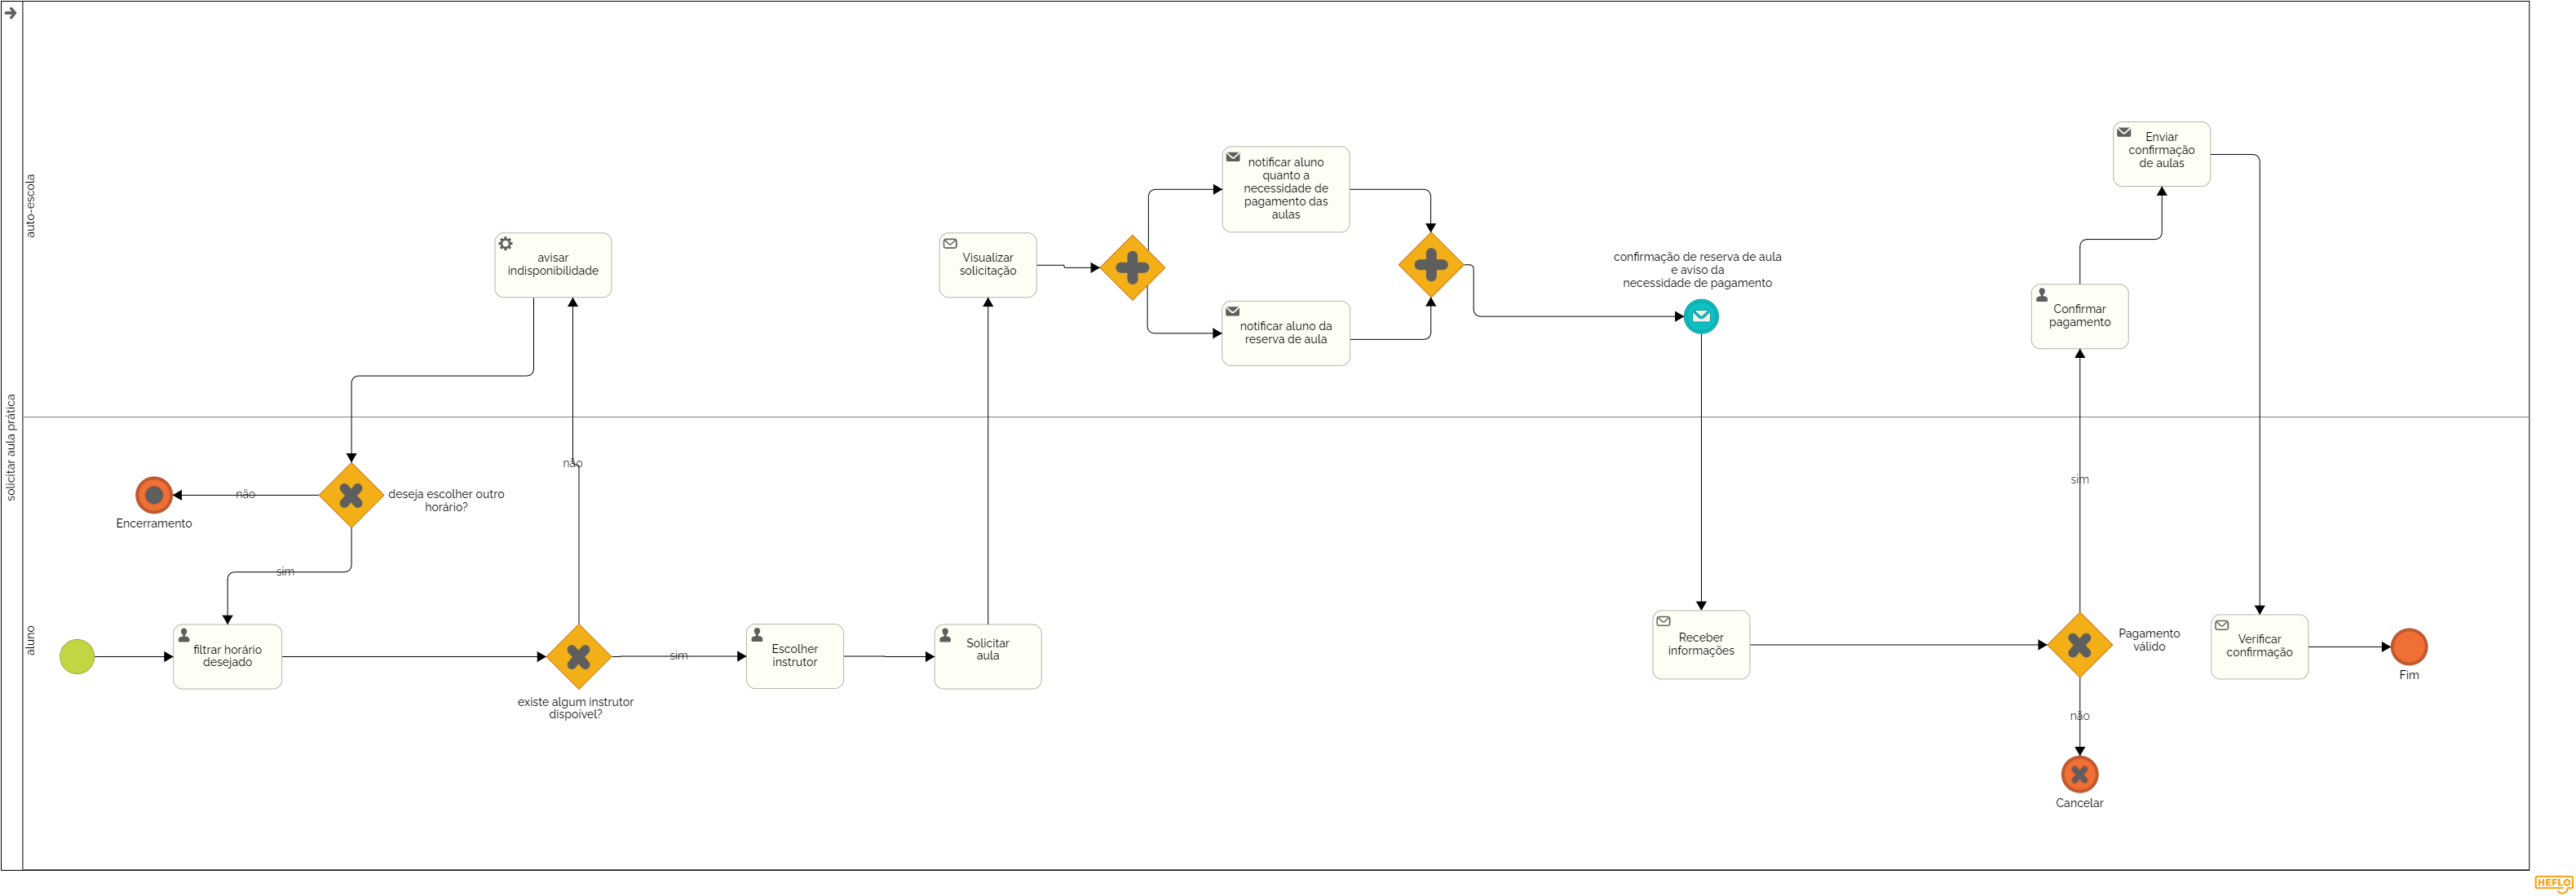 solicitar aula prática
auto-escola
aluno
avisar
indisponibilidade
Visualizar
solicitação
notificar aluno
quanto a
necessidade de
pagamento das
aulas
notificar aluno da
reserva de aula
confirmação de reserva de aula
e aviso da
necessidade de pagamento
Enviar
confirmação
de aulas
Confirmar
pagamento
não
Encerramento
deseja escolher outro
horário?
sim
não
filtrar horário
desejado
existe algum instrutor
dispoível?
sim
Escolher
instrutor
Solicitar
aula
Receber
informações
sim
Pagamento
válido
não
Cancelar
Verificar
confirmação
Fim
HEFLO